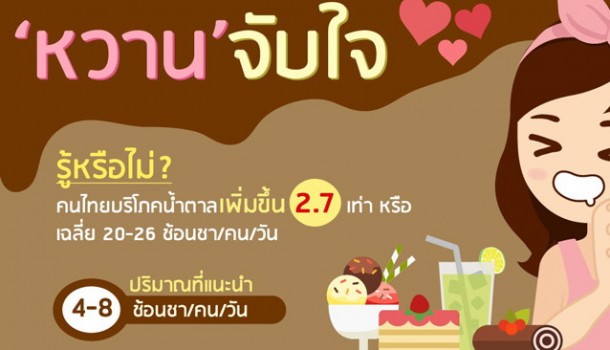 'หวาน'จับใจ
รู้หรือไม่?
คนไทยบริโภคน้ำตาลเพิ่มขึ้น 2.7 เท่า หรือ
เฉลี่ย 20-26 ช้อนชา/คน/วัน
ปริมาณที่แนะนำ
4-8 ช้อนชา/คน/วัน